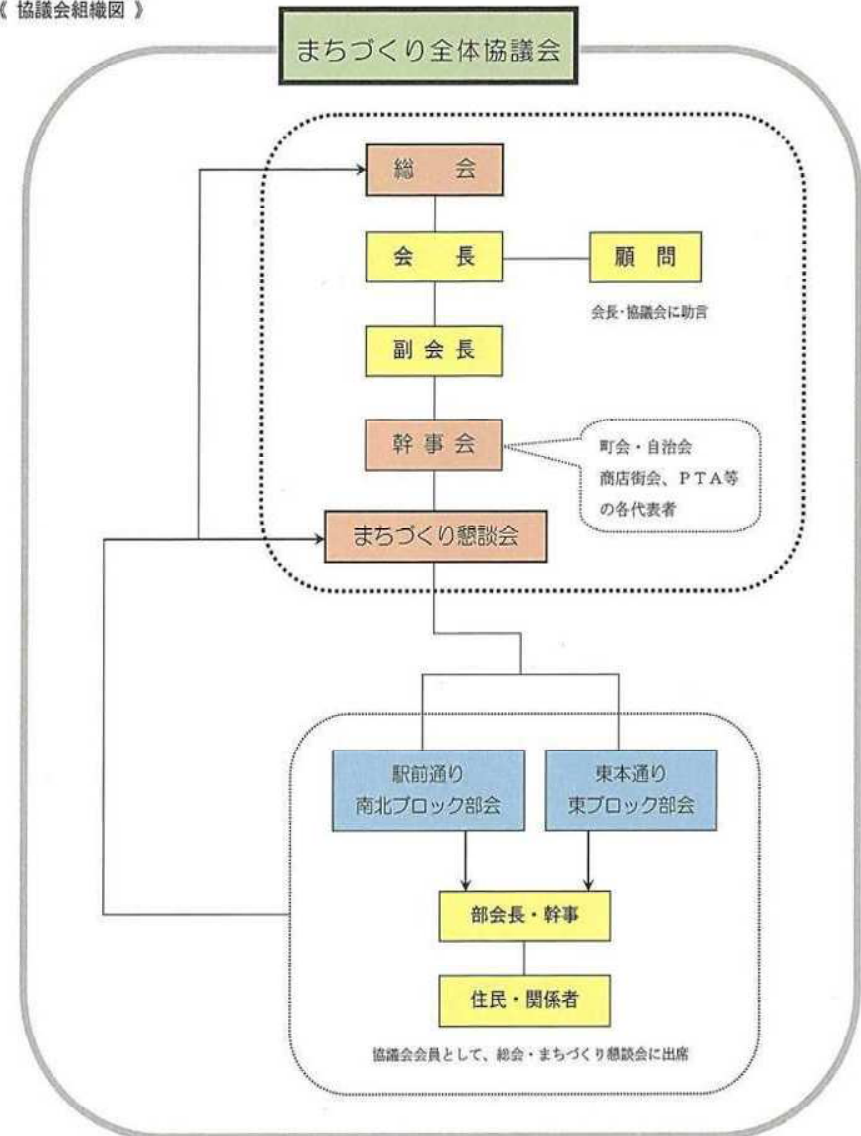 《 協議会組織図 》
まちづくり全体協議会
総 会
会 長
顧 問
会長・協議会に助言
副 会 長
幹 事 会
町会・自治会
商店街会、PTA等
の各代表者
まちづくり懇談会
駅前通り
南北ブロック部会
東本通り
東ブロック部会
部会長・幹事
住民・関係者
協議会会員として、総会・まちづくり懇談会に出席